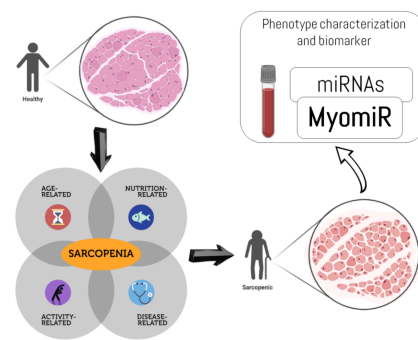 Healthy
Phenotype characterization
and biomarker
miRNAs
MyomiR
AGE-
RELATED
NUTRITION-
RELATED
SARCOPENIA
ACTIVITY-
RELATED
DISEASE-
RELATED
Sarcopenic